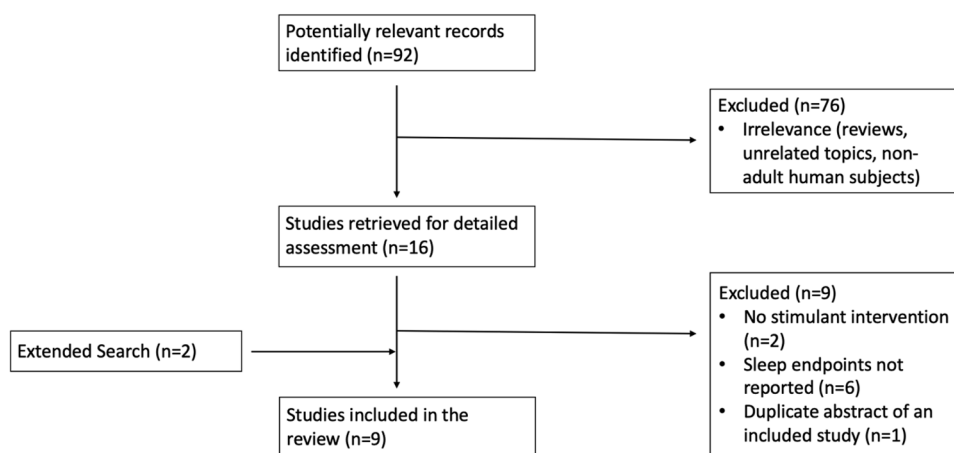 Potentially relevant records
identified (n=92)
Excluded (n=76)
• Irrelevance (reviews,
unrelated topics, non-
adult human subjects)
Studies retrieved for detailed
assessment (n=16)
Excluded (n=9)
• No stimulant intervention
(n=2)
• Sleep endpoints not
reported (n=6)
• Duplicate abstract of an
included study (n=1)
Extended Search (n=2)
Studies included in the
review (n=9)